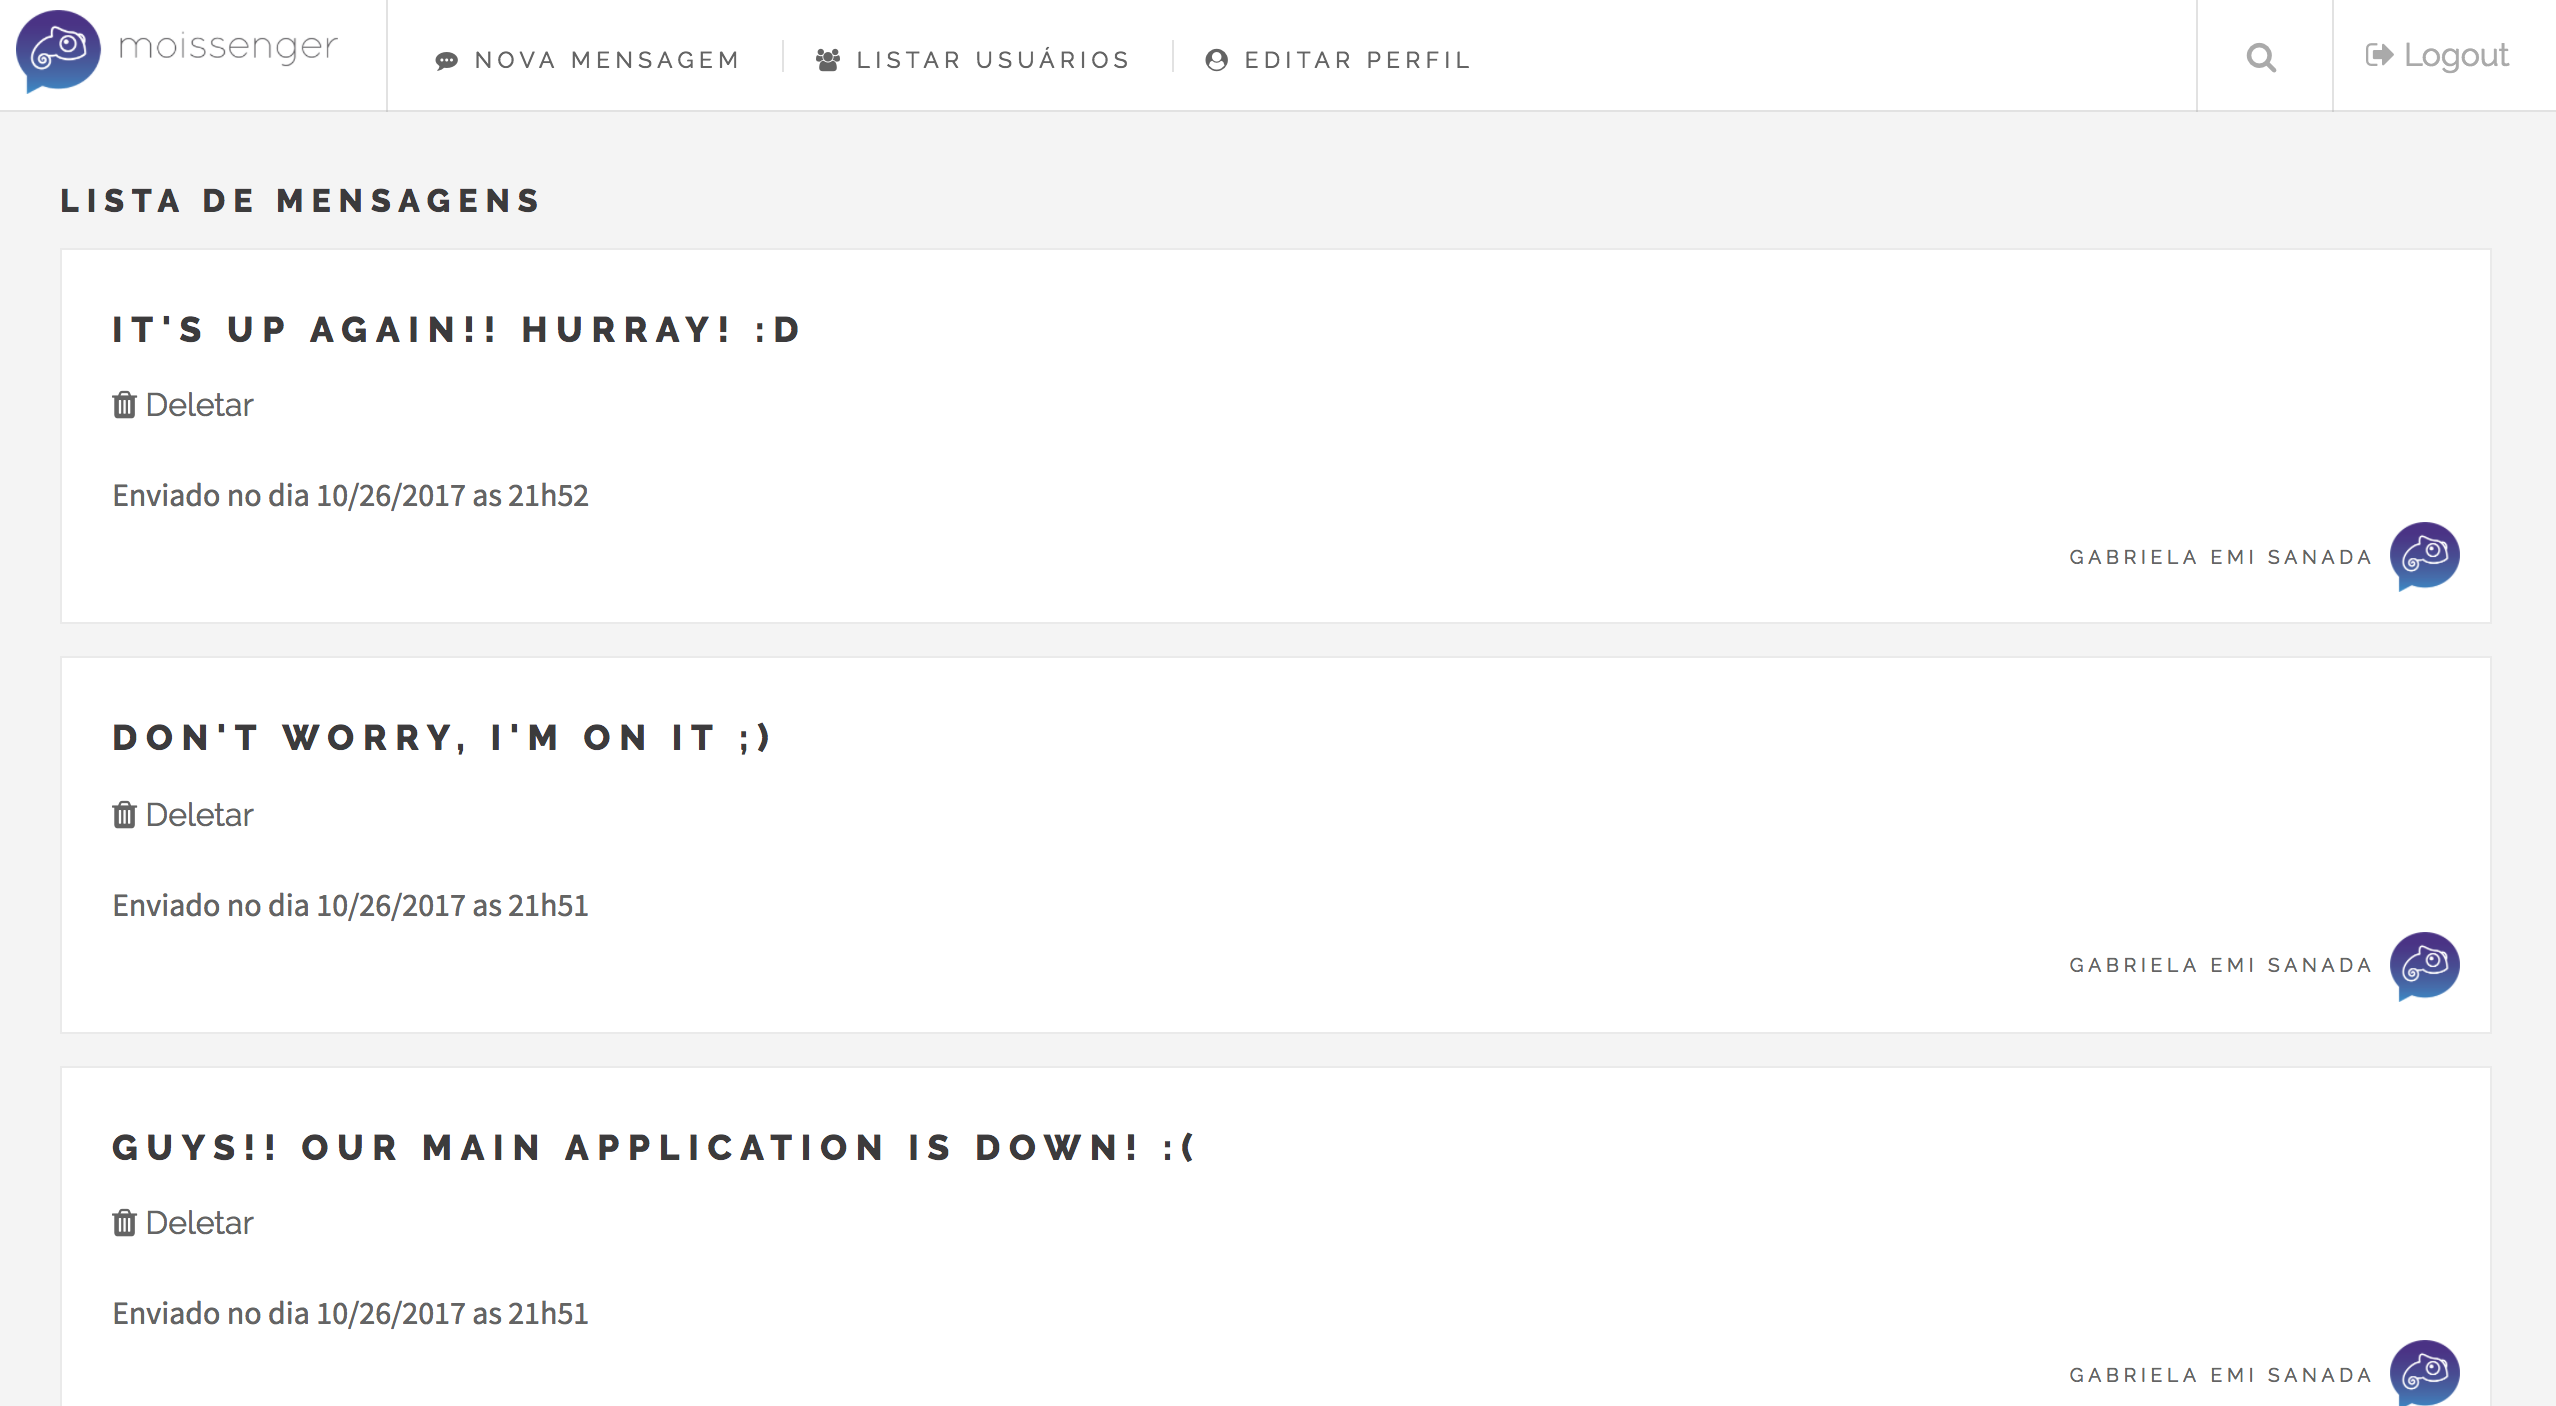 moissenger
NOVA MENSAGEM
LISTAR USUÁRIOS
EDITAR PERFIL
Logout
LISTA DE MENSAGENS
IT'S UP AGAIN!! HURRAY! :D
Deletar
Enviado no dia 10/26/2017 as 21h52
GABRIELA EMI SANADA
DON'T WORRY, I'M ON IT ;)
Deletar
Enviado no dia 10/26/2017 as 21h51
GABRIELA EMI SANADA
GUYS!! OUR MAIN APPLICATION IS DOWN! :(
Deletar
Enviado no dia 10/26/2017 as 21h51
GABRIELA EMI SANADA